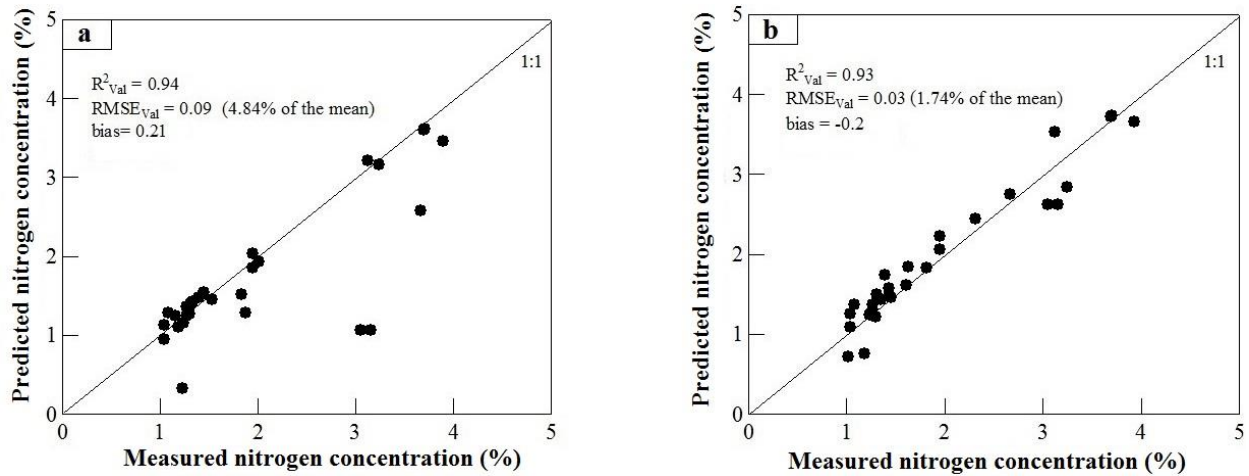 a
R²Val = 0.94
RMSEVal = 0.09 (4.84% of the mean)
bias= 0.21
1:1
Predicted nitrogen concentration (%)
5
4
3
2
1
0
0 1 2 3 4 5
Measured nitrogen concentration (%)
b
R²Val = 0.93
RMSEVal = 0.03 (1.74% of the mean)
bias = -0.2
1:1
Predicted nitrogen concentration (%)
5
4
3
2
1
0
0 1 2 3 4 5
Measured nitrogen concentration (%)